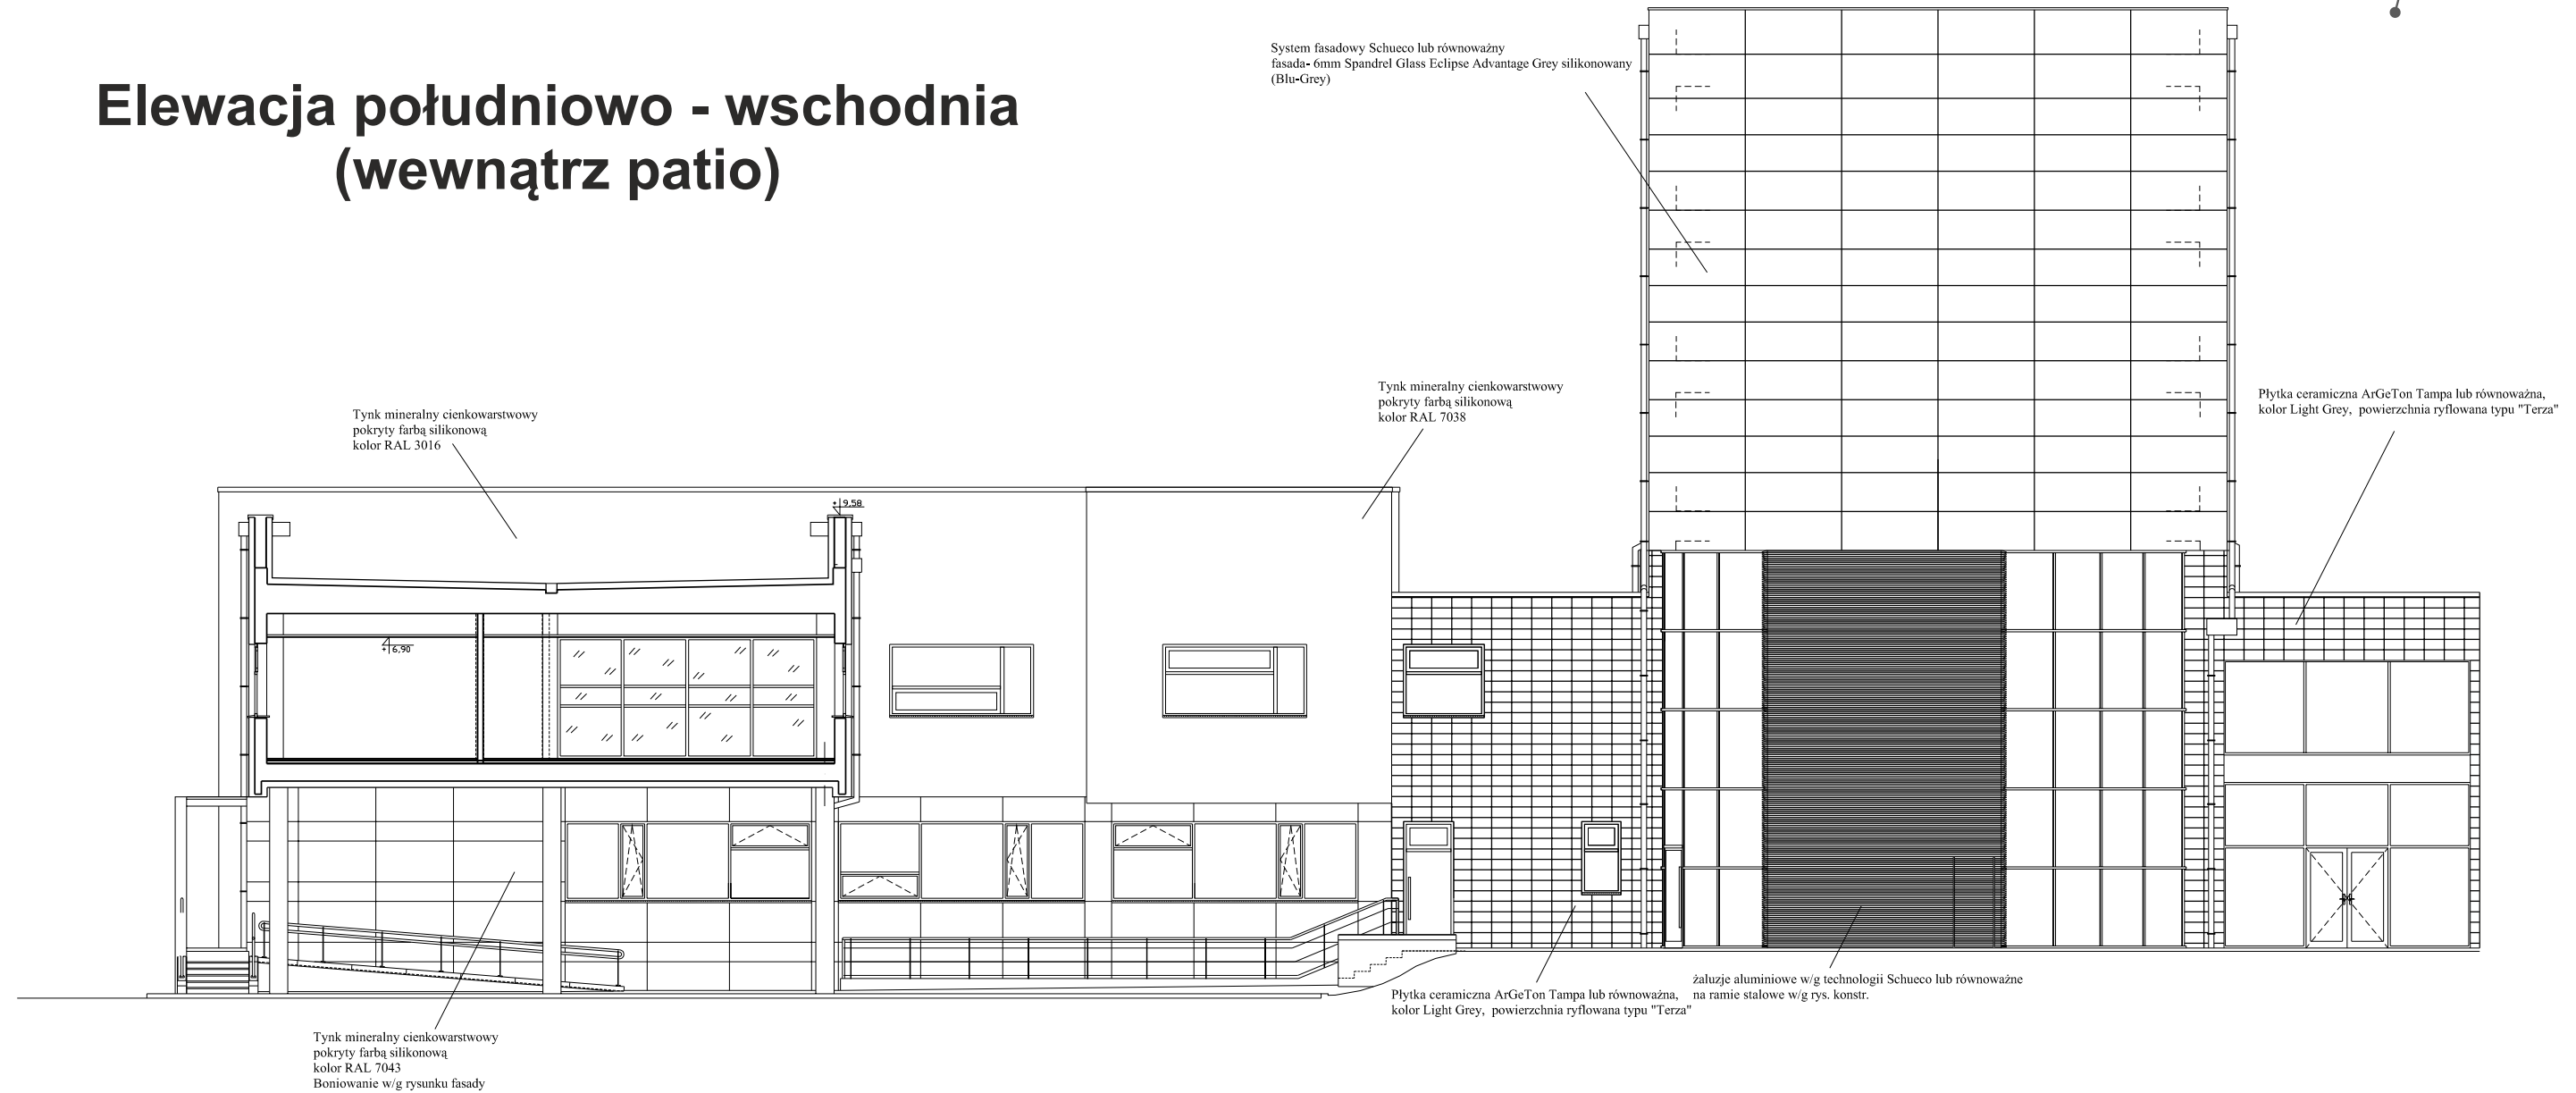 Elewacja południowo - wschodnia
(wewnątrz patio)
System fasadowy Schueco lub równoważny
fasada- 6mm Spandrel Glass Eclipse Advantage Grey silikonowany
(Blu-Grey)
Tynk mineralny cienkowarstwowy
pokryty farbą silikonową
kolor RAL 7038
Płytka ceramiczna ArGeTon Tampa lub równoważna,
kolor Light Grey, powierzchnia ryflowana typu "Terza"
Tynk mineralny cienkowarstwowy
pokryty farbą silikonową
kolor RAL 3016
+9,58
+6,90
żaluzje aluminiowe w/g technologii Schueco lub równoważne
na ramie stalowe w/g rys. konstr.
Płytka ceramiczna ArGeTon Tampa lub równoważna,
kolor Light Grey, powierzchnia ryflowana typu "Terza"
Tynk mineralny cienkowarstwowy
pokryty farbą silikonową
kolor RAL 7043
Boniowanie w/g rysunku fasady